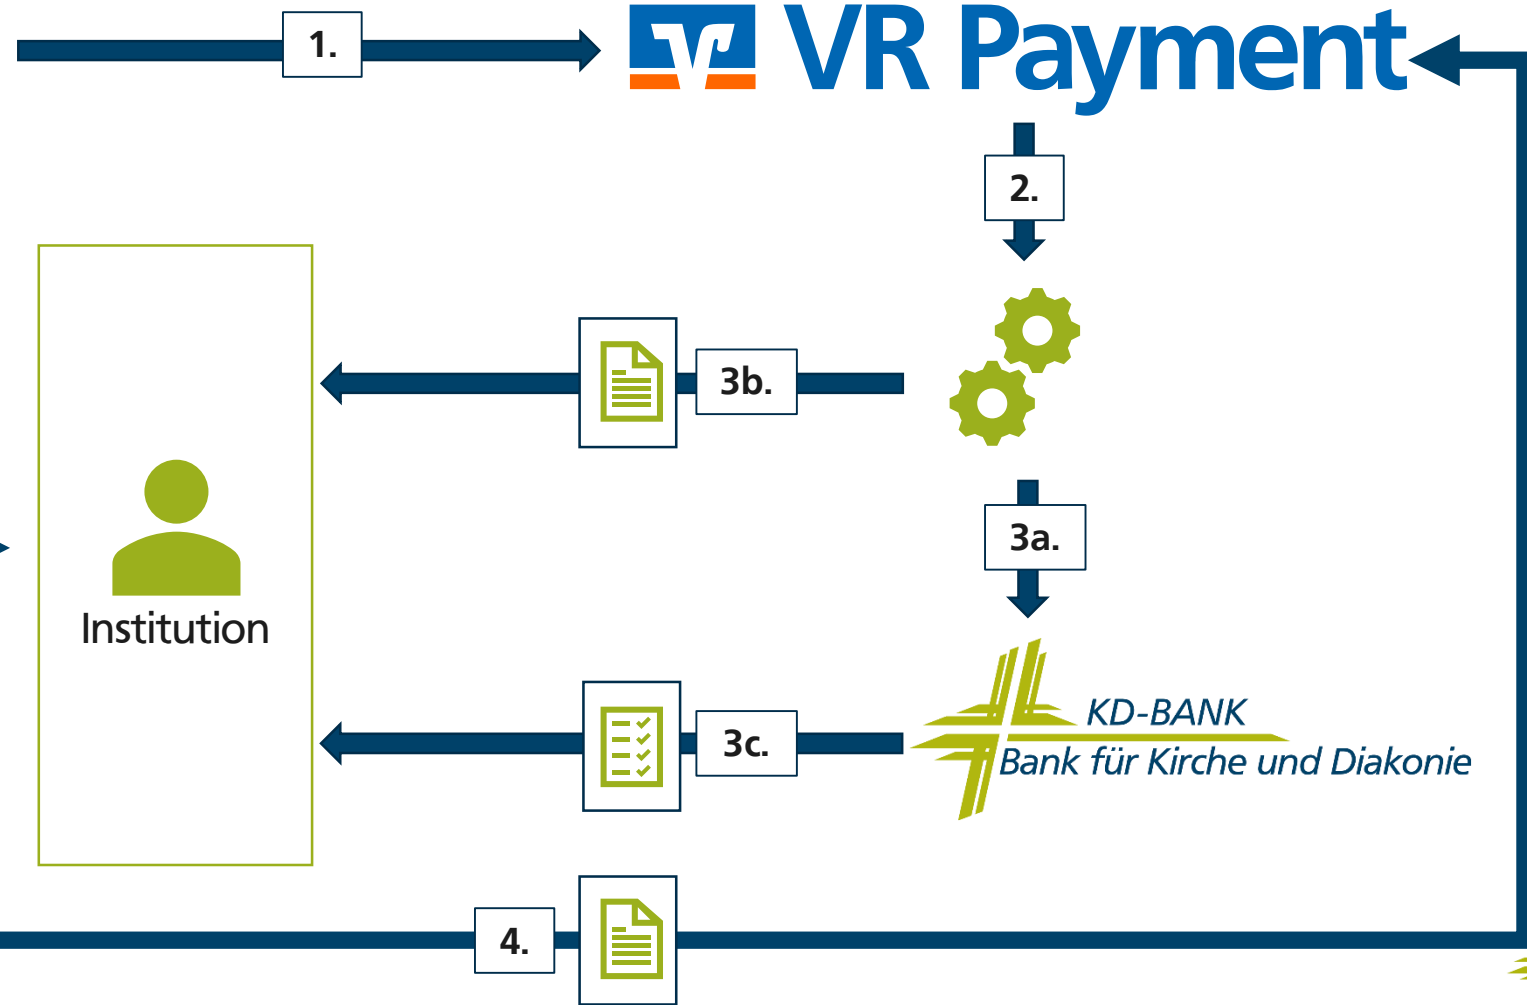 1.
VR Payment
2.
3b.
3a.
Institution
KD-BANK
3c.
Bank für Kirche und Diakonie
4.